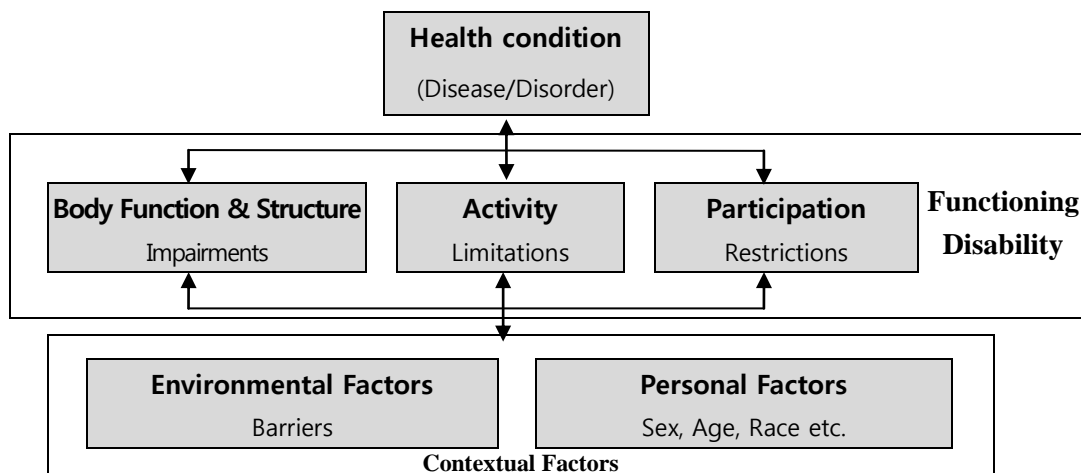 Health condition
(Disease/Disorder)
Body Function & Structure
Impairments
Activity
Limitations
Participation
Restrictions
Functioning
Disability
Environmental Factors
Barriers
Personal Factors
Sex, Age, Race etc.
Contextual Factors